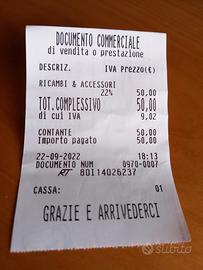 DOCUMENTO COMMERCIALE
di vendita o prestazione
DESCRIZ. IVA Prezzo(€)
RICAMBI & ACCESSORI
22% 50,00
TOT.COMPLESSIVO 50,00
di cui IVA 9,02
CONTANTE 50,00
Importo pagato 50,00
22-09-2022 18:13
DOCUMENTO NUM 0970-0007
RT 80I14026237
CASSA: 01
GRAZIE E ARRIVEDERCI
subito